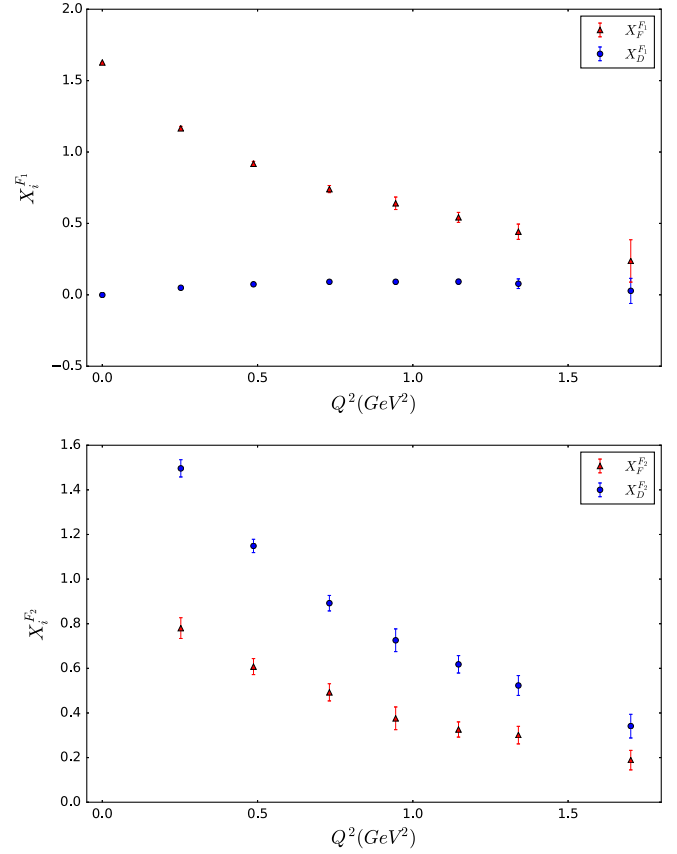 2.0
1.5
1.0
0.5
0.0
−0.5
X_i^{F_1}
X_F^{F_1}
X_D^{F_1}
0.0 0.5 1.0 1.5
Q^2(GeV^2)
1.6
1.4
1.2
1.0
0.8
0.6
0.4
0.2
0.0
X_i^{F_2}
X_F^{F_2}
X_D^{F_2}
0.0 0.5 1.0 1.5
Q^2(GeV^2)